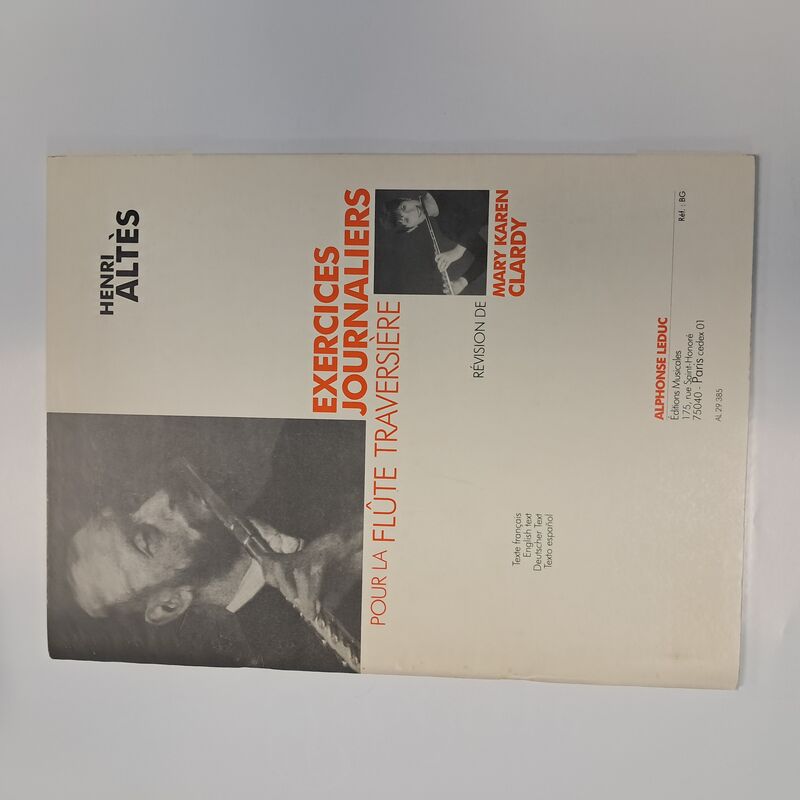 HENRI
ALTÈS
EXERCICES
JOURNALIERS
POUR LA FLÛTE TRAVERSIÈRE
RÉVISION DE
MARY KAREN
CLARDY
Texte français
English text
Deutscher Text
Texto español
ALPHONSE LEDUC
Éditions Musicales
175, rue Saint-Honoré
75040 - Paris cedex 01
AL 29.385
Réf. : BG